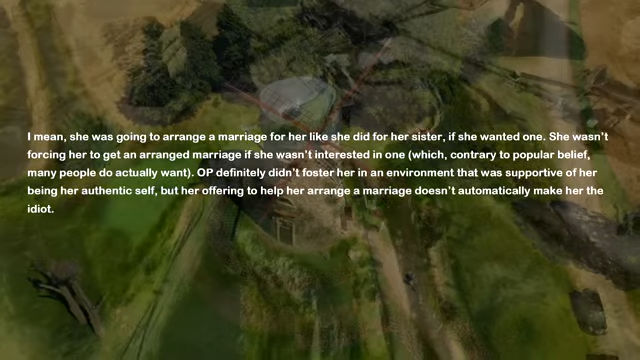 I mean, she was going to arrange a marriage for her like she did for her sister, if she wanted one. She wasn't
forcing her to get an arranged marriage if she wasn't interested in one (which, contrary to popular belief,
many people do actually want). OP definitely didn't foster her in an environment that was supportive of her
being her authentic self, but her offering to help her arrange a marriage doesn't automatically make her the
idiot.